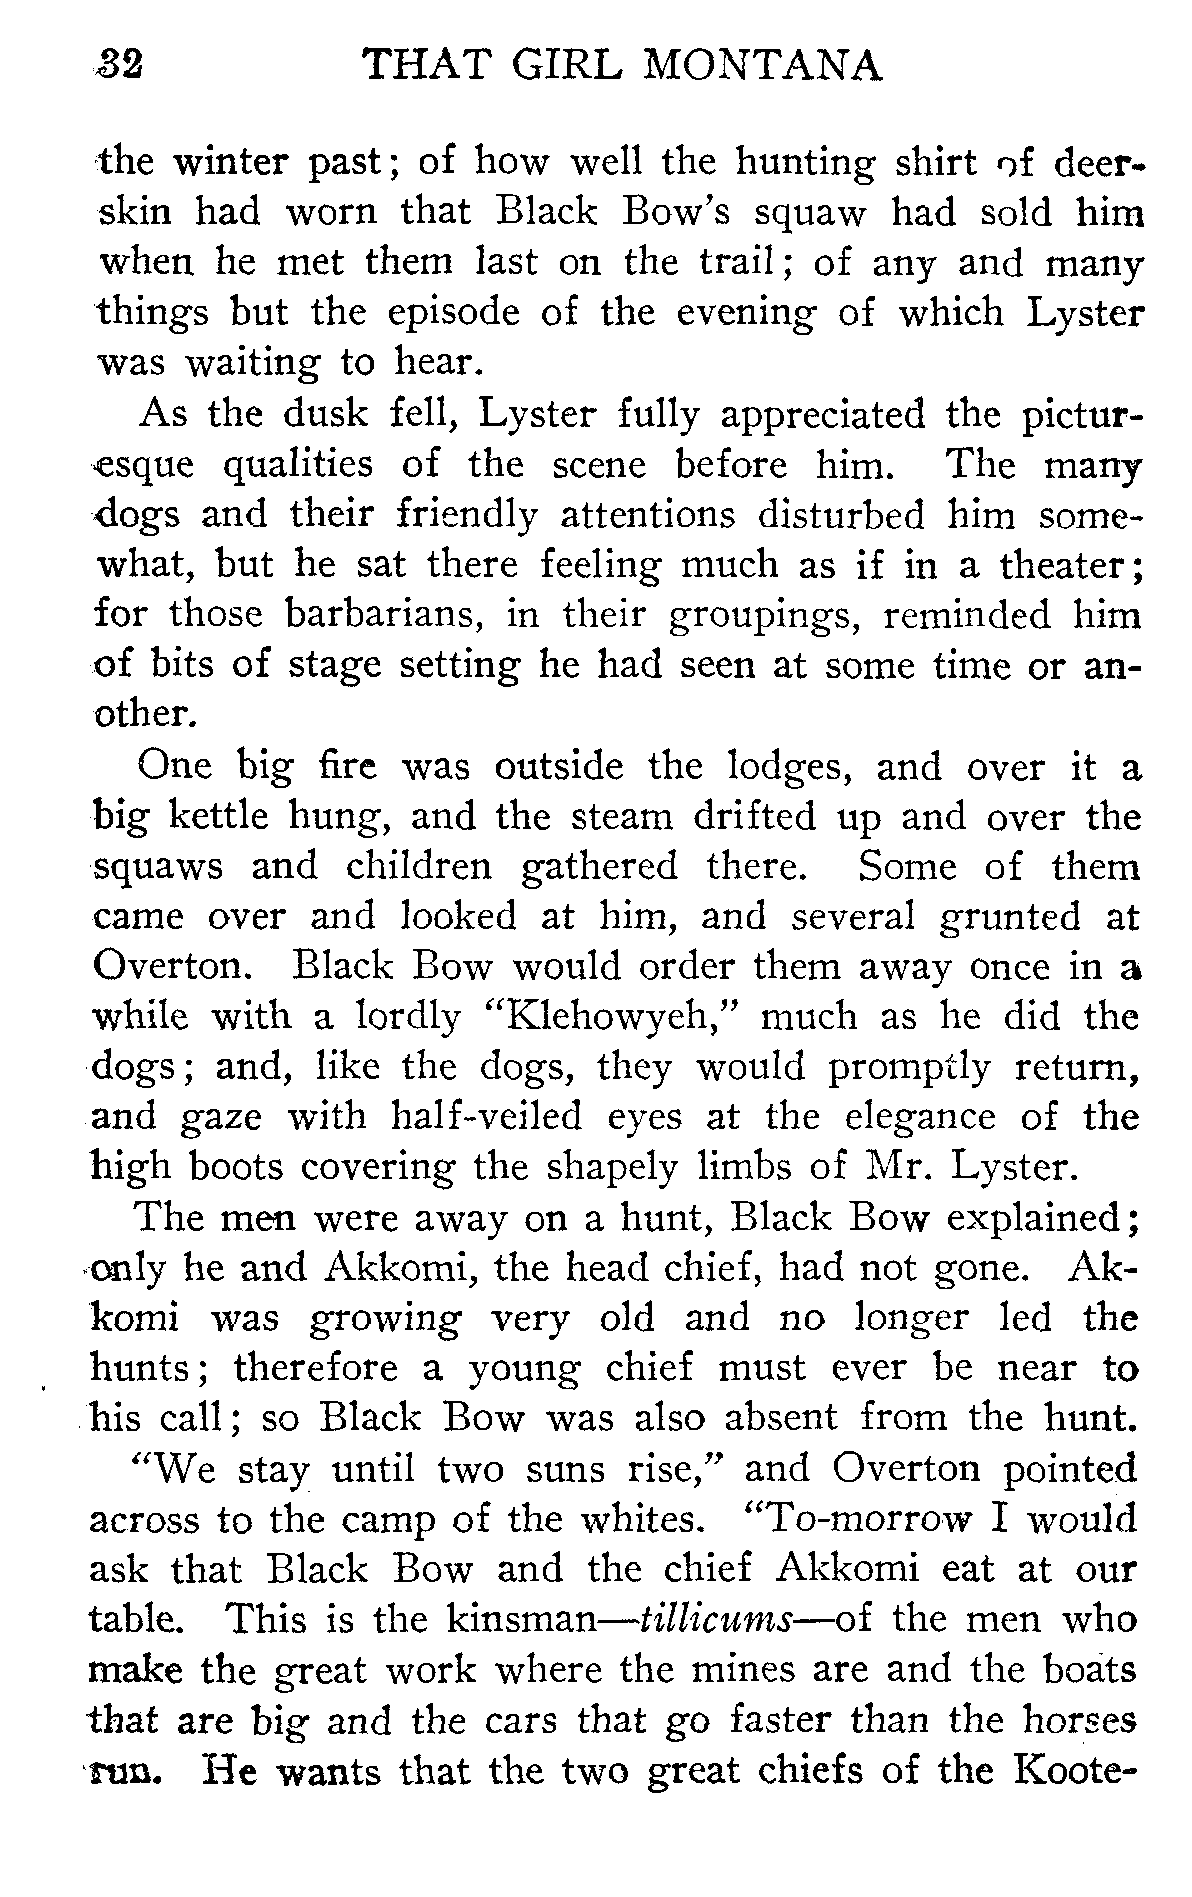 32 THAT GIRL MONTANA
the winter past; of how well the hunting shirt of deer-
skin had worn that Black Bow's squaw had sold him
when he met them last on the trail; of any and many
things but the episode of the evening of which Lyster
was waiting to hear.
As the dusk fell, Lyster fully appreciated the pictur-
esque qualities of the scene before him. The many
dogs and their friendly attentions disturbed him some-
what, but he sat there feeling much as if in a theater;
for those barbarians, in their groupings, reminded him
of bits of stage setting he had seen at some time or an-
other.
One big fire was outside the lodges, and over it a
big kettle hung, and the steam drifted up and over the
squaws and children gathered there. Some of them
came over and looked at him, and several grunted at
Overton. Black Bow would order them away once in a
while with a lordly "Klehowyeh," much as he did the
dogs; and, like the dogs, they would promptly return,
and gaze with half-veiled eyes at the elegance of the
high boots covering the shapely limbs of Mr. Lyster.
The men were away on a hunt, Black Bow explained;
only he and Akkomi, the head chief, had not gone. Ak-
komi was growing very old and no longer led the
hunts; therefore a young chief must ever be near to
his call; so Black Bow was also absent from the hunt.
"We stay until two suns rise," and Overton pointed
across to the camp of the whites. "To-morrow I would
ask that Black Bow and the chief Akkomi eat at our
table. This is the kinsman—tillicums—of the men who
make the great work where the mines are and the boats
that are big and the cars that go faster than the horses
run. He wants that the two great chiefs of the Koote-